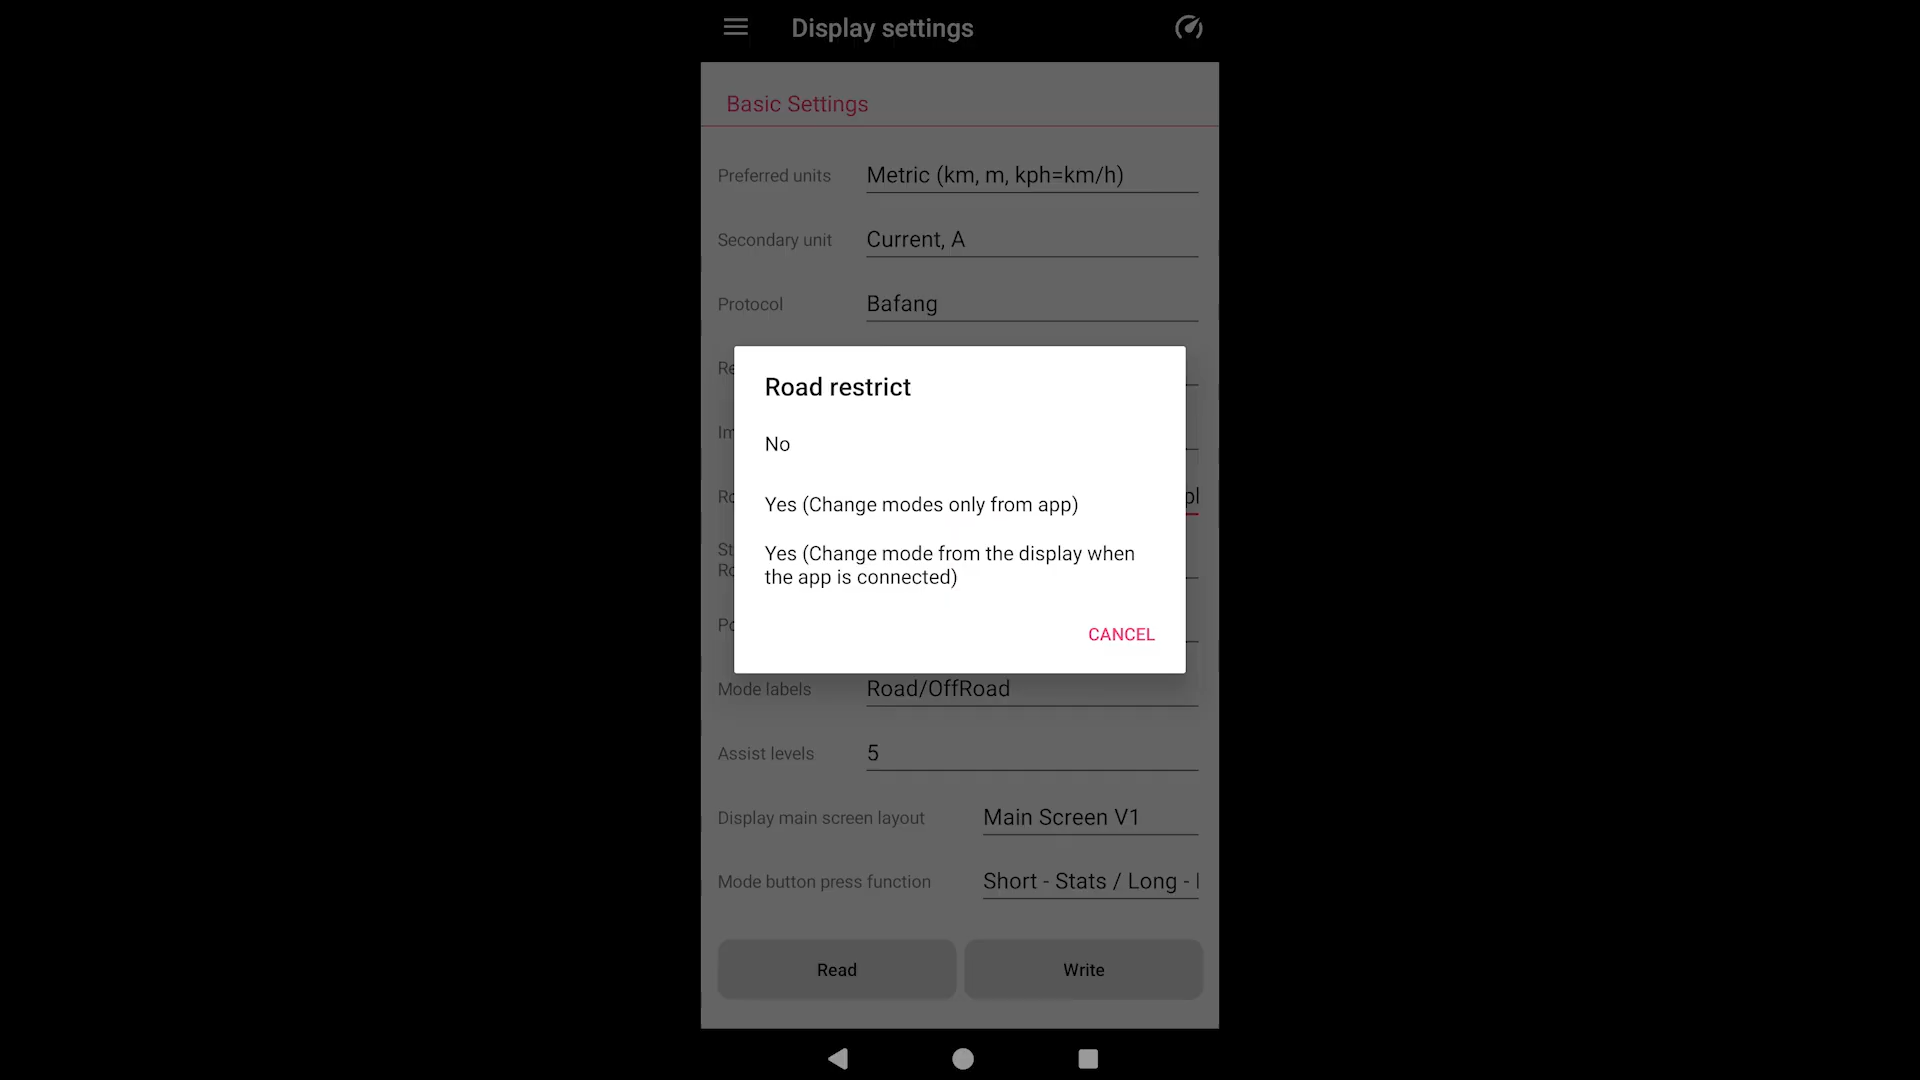 Display settings
Basic Settings
Preferred units Metric (km, m, kph=km/h)
Secondary unit Current, A
Protocol Bafang
Road restrict
No
Yes (Change modes only from app)
Yes (Change mode from the display when
the app is connected)
CANCEL
Mode labels Road/OffRoad
Assist levels 5
Display main screen layout Main Screen V1
Mode button press function Short - Stats / Long -
Read Write